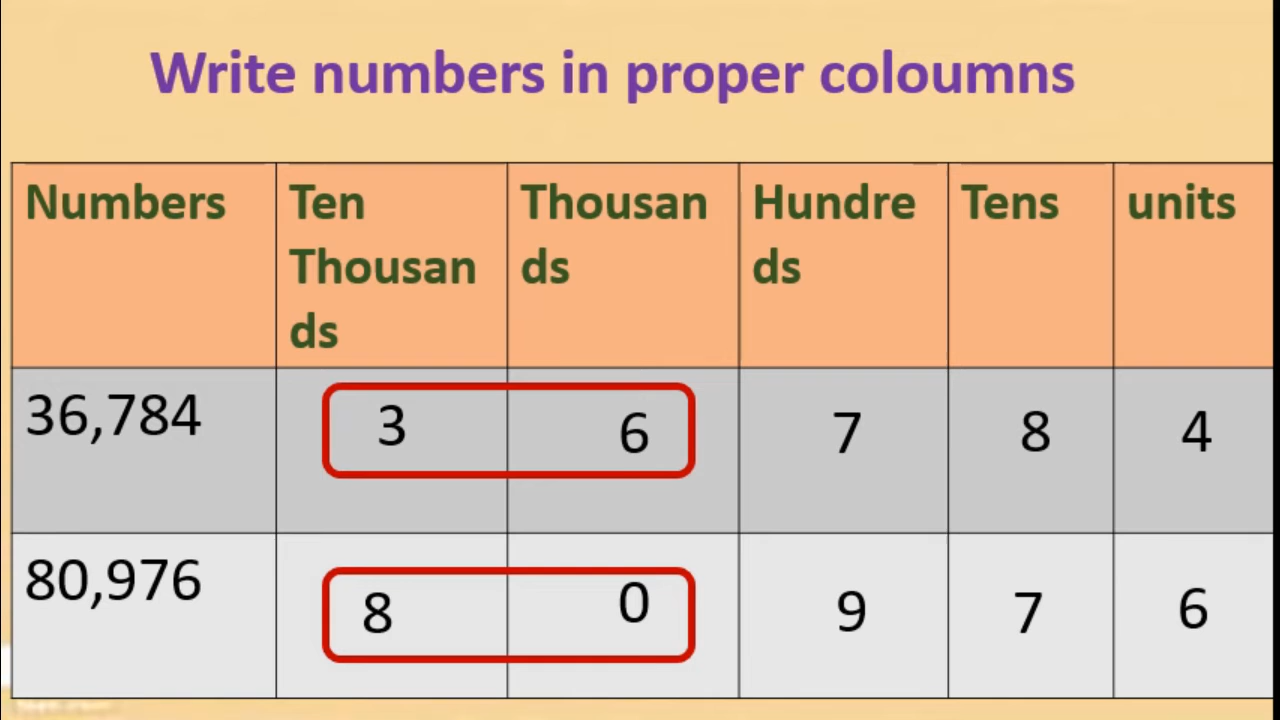 Write numbers in proper coloumns
Numbers Ten Thousan Hundre Tens units
Thousan ds ds
ds
36,784 3 6 7 8 4
80,976 8 0 9 7 6